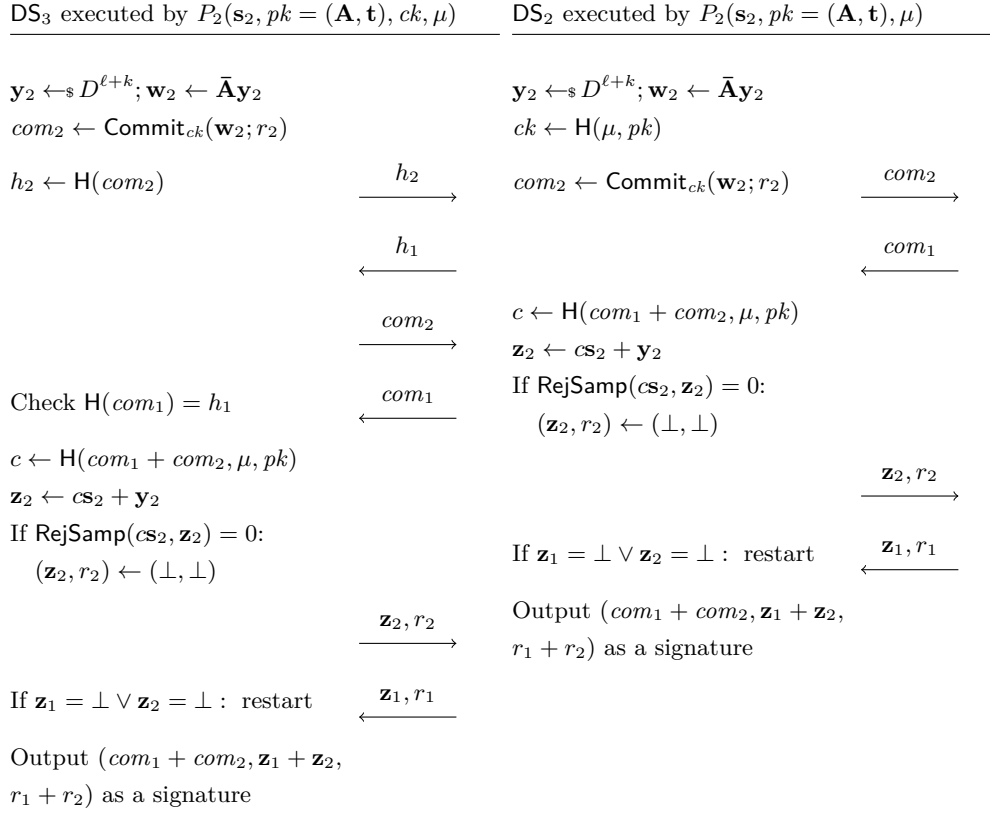 DS₃ executed by P₂(s₂, pk = (A, t), ck, μ)
y₂ ←$ D^{ℓ+k}; w₂ ← Āy₂
com₂ ← Commit_{ck}(w₂; r₂)
h₂ ← H(com₂)
h₂
h₁
com₂
Check H(com₁) = h₁
com₁
c ← H(com₁ + com₂, μ, pk)
z₂ ← cs₂ + y₂
If RejSamp(cs₂, z₂) = 0:
(z₂, r₂) ← (⊥, ⊥)
z₂, r₂
If z₁ = ⊥ ∨ z₂ = ⊥ : restart
z₁, r₁
Output (com₁ + com₂, z₁ + z₂,
r₁ + r₂) as a signature
DS₂ executed by P₂(s₂, pk = (A, t), μ)
y₂ ←$ D^{ℓ+k}; w₂ ← Āy₂
ck ← H(μ, pk)
com₂ ← Commit_{ck}(w₂; r₂)
com₂
com₁
c ← H(com₁ + com₂, μ, pk)
z₂ ← cs₂ + y₂
If RejSamp(cs₂, z₂) = 0:
(z₂, r₂) ← (⊥, ⊥)
z₂, r₂
If z₁ = ⊥ ∨ z₂ = ⊥ : restart
z₁, r₁
Output (com₁ + com₂, z₁ + z₂,
r₁ + r₂) as a signature